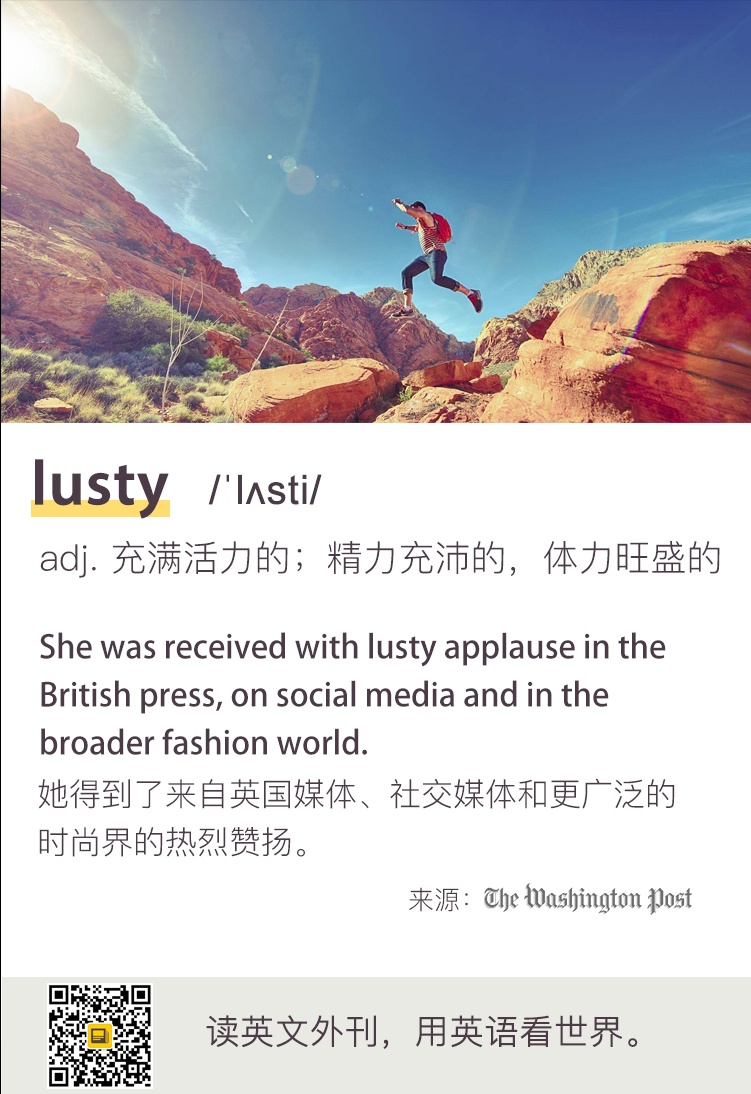 lusty /ˈlʌsti/
adj. 充满活力的；精力充沛的，体力旺盛的
She was received with lusty applause in the
British press, on social media and in the
broader fashion world.
她得到了来自英国媒体、社交媒体和更广泛的
时尚界的热烈赞扬。
来源：The Washington Post
读英文外刊，用英语看世界。